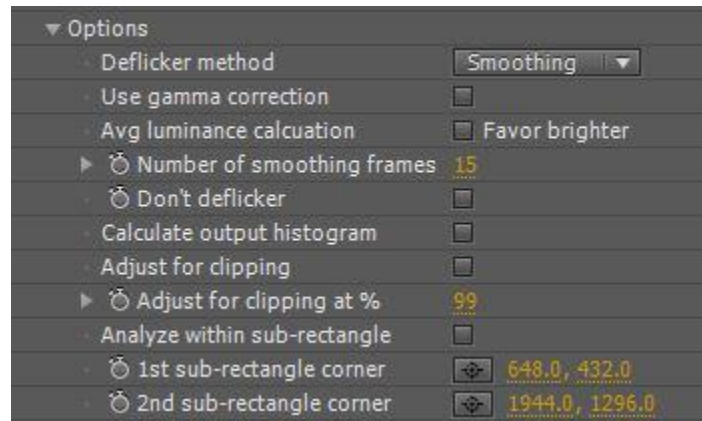 Options
Deflicker method Smoothing
Use gamma correction
Avg luminance calcuation Favor brighter
Number of smoothing frames 15
Don't deflicker
Calculate output histogram
Adjust for clipping
Adjust for clipping at % 99
Analyze within sub-rectangle
1st sub-rectangle corner 648.0, 432.0
2nd sub-rectangle corner 1944.0, 1296.0